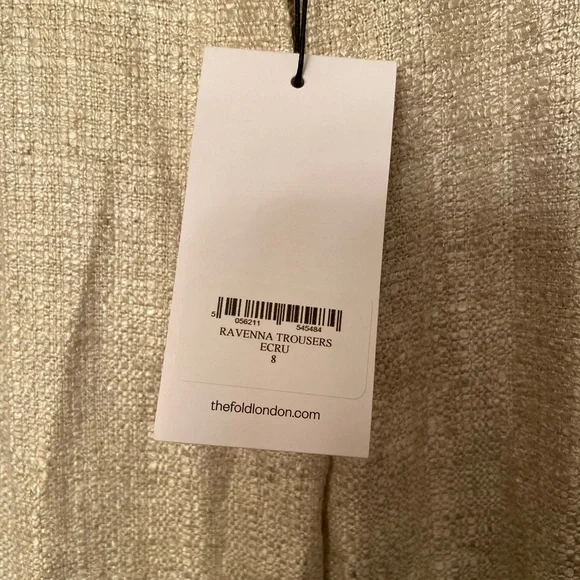 5 056211 545484
RAVENNA TROUSERS
ECRU
8
thefoldlondon.com